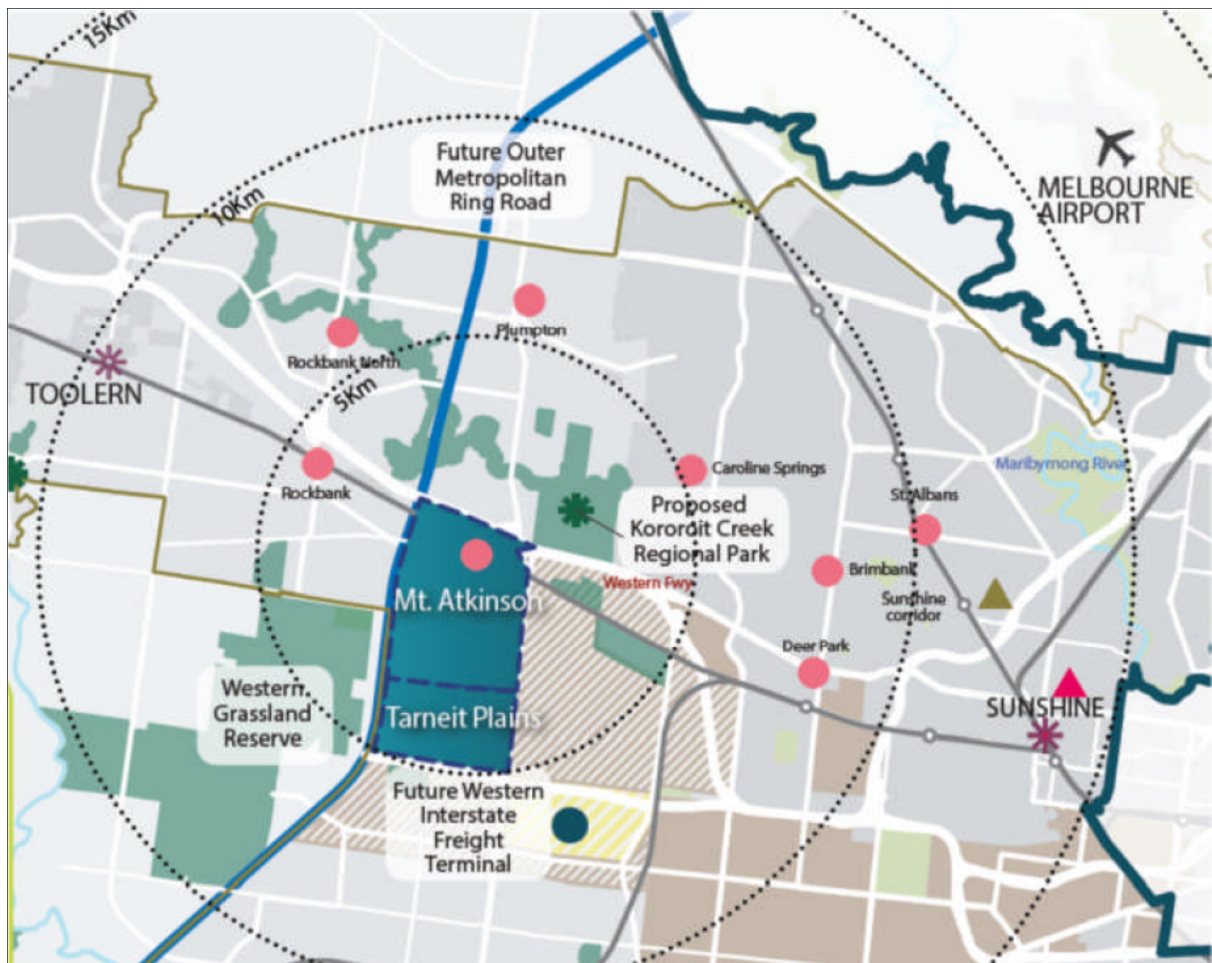 15Km
Future Outer
Metropolitan
Ring Road
MELBOURNE
AIRPORT
10Km
Plumpton
Rockbank North
TOOLERN
5Km
Maribyrnong River
Caroline Springs
Rockbank
St. Albans
Proposed
Kororoit Creek
Regional Park
Western Fwy
Brimbank
Mt. Atkinson
Sunshine
corridor
Deer Park
Western
Grassland
Reserve
SUNSHINE
Tarneit Plains
Future Western
Interstate
Freight
Terminal